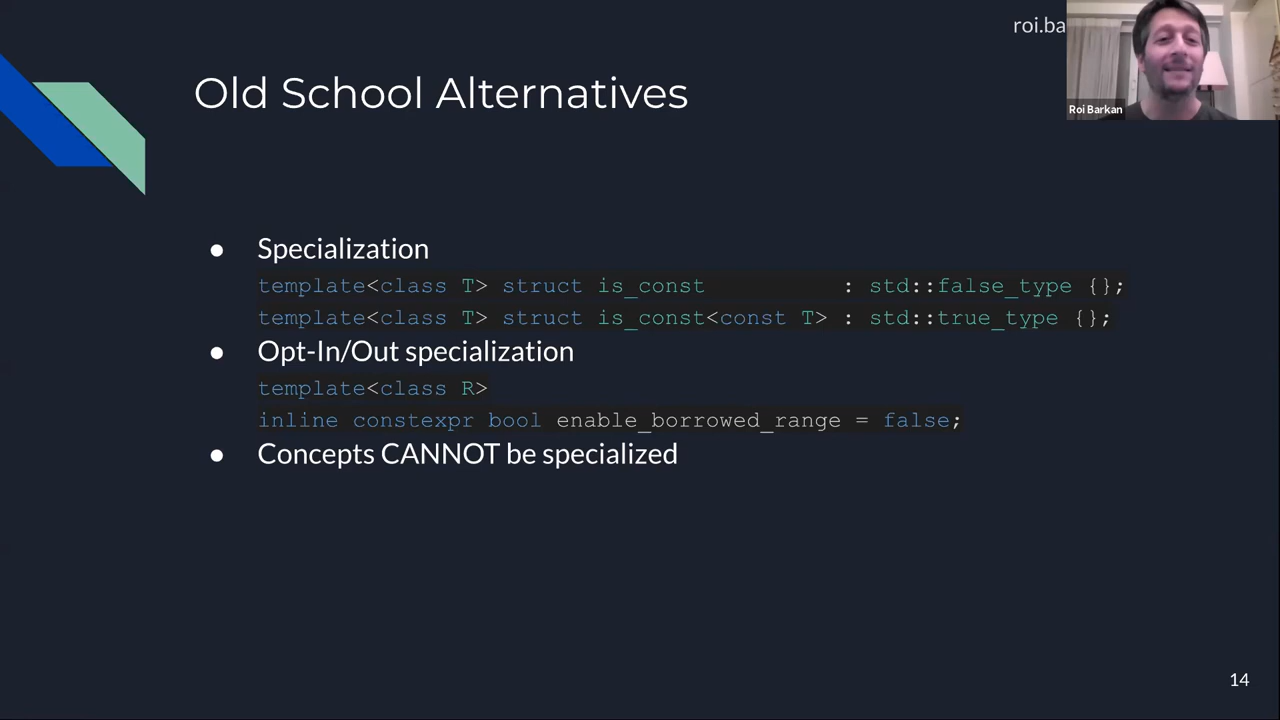 roi.ba
Roi Barkan
Old School Alternatives
● Specialization
template<class T> struct is_const : std::false_type {};
template<class T> struct is_const<const T> : std::true_type {};
● Opt-In/Out specialization
template<class R>
inline constexpr bool enable_borrowed_range = false;
● Concepts CANNOT be specialized
14